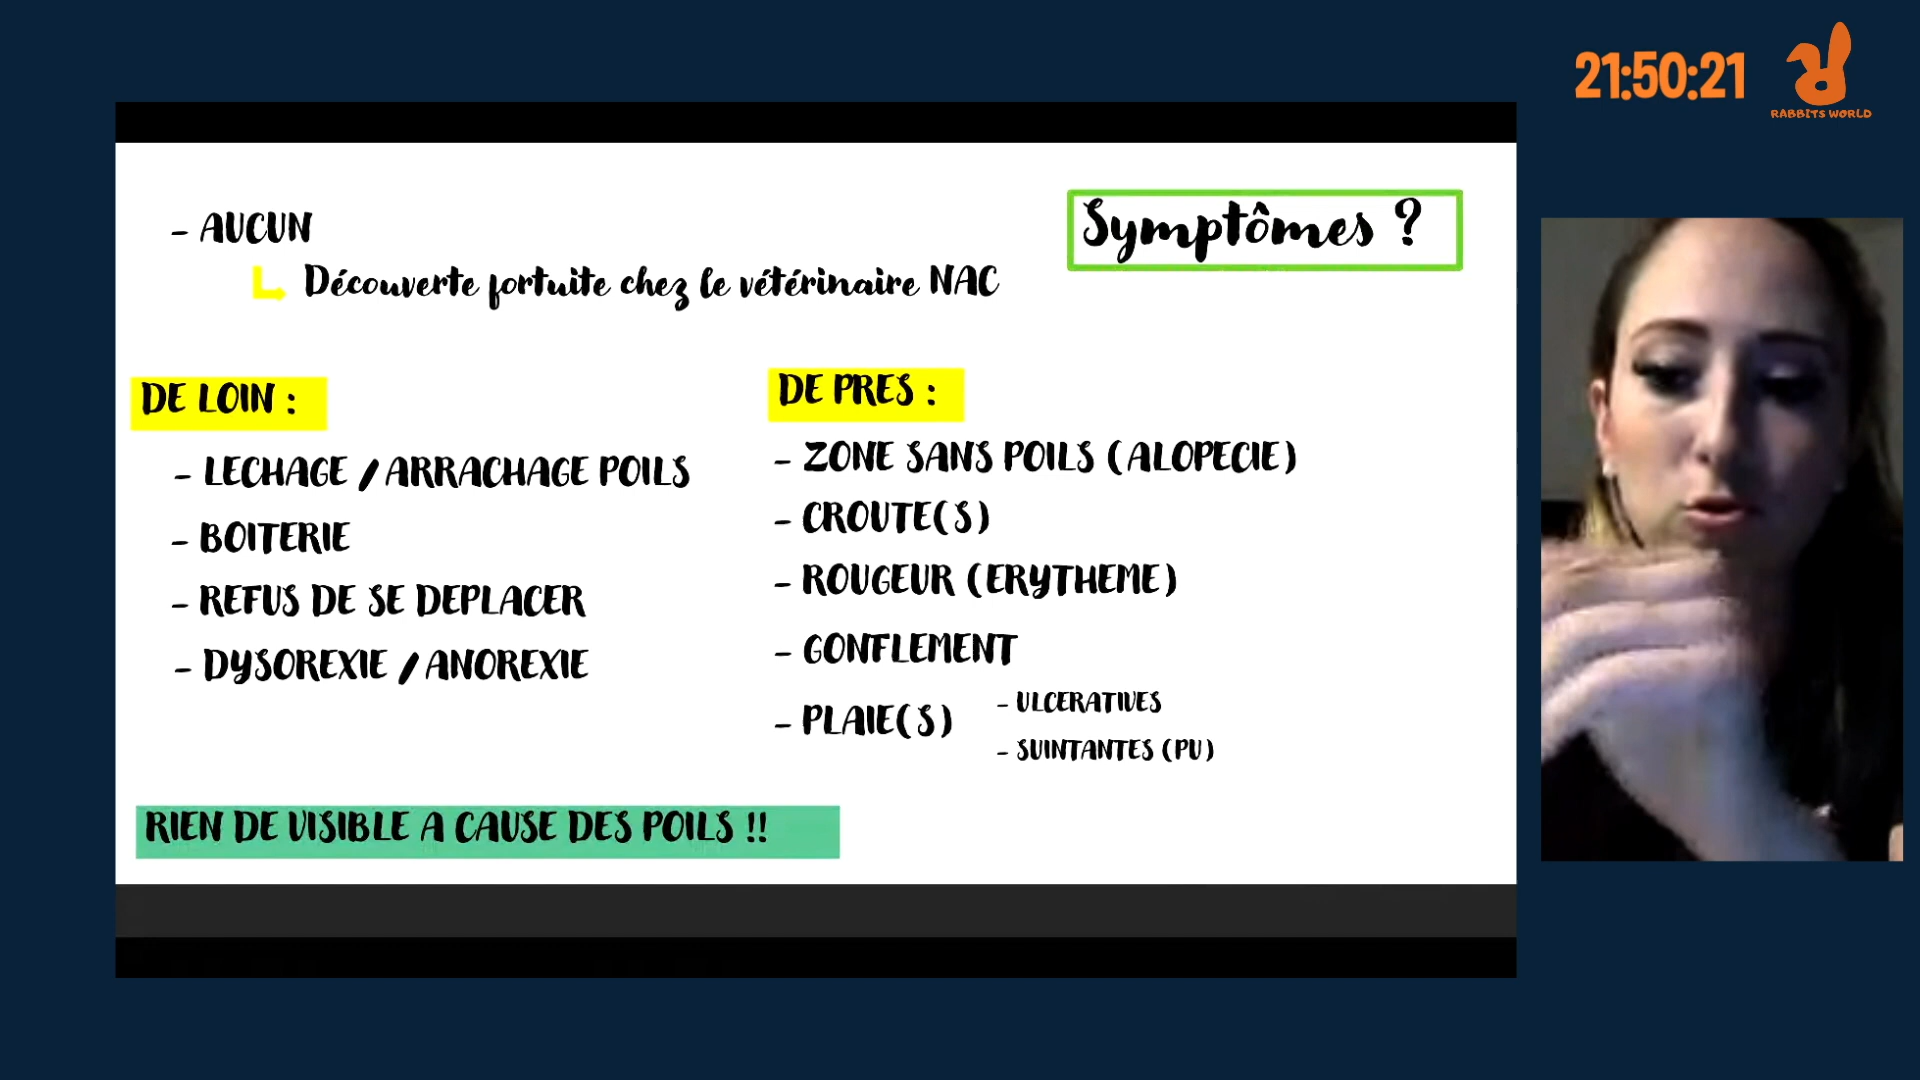 21:50:21
RABBITS WORLD
Symptômes ?
- AUCUN
Découverte fortuite chez le vétérinaire NAC
DE LOIN :
- LECHAGE / ARRACHAGE POILS
- BOITERIE
- REFUS DE SE DEPLACER
- DYSOREXIE / ANOREXIE
DE PRES :
- ZONE SANS POILS (ALOPECIE)
- CROUTE(S)
- ROUGEUR (ERYTHEME)
- GONFLEMENT
- PLAIE(S)
- ULCERATIVES
- SUINTANTES (PU)
RIEN DE VISIBLE A CAUSE DES POILS !!